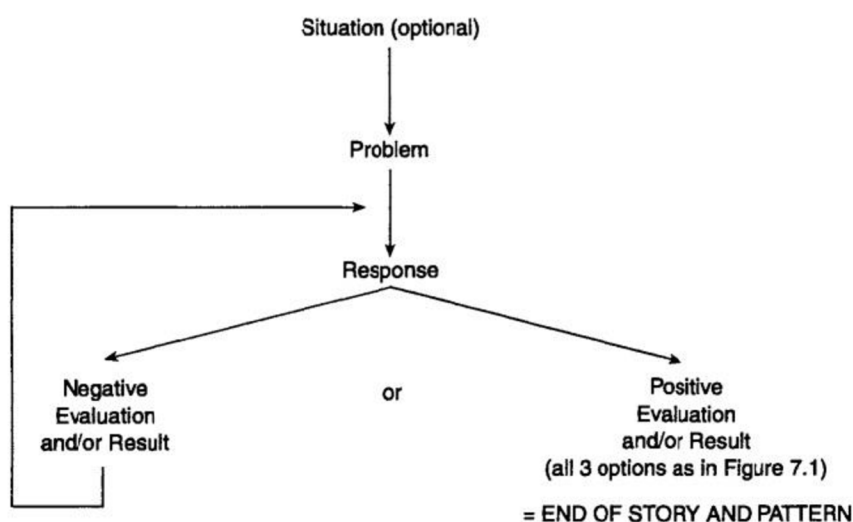 Situation (optional)
Problem
Response
Negative
Evaluation
and/or Result
or
Positive
Evaluation
and/or Result
(all 3 options as in Figure 7.1)
= END OF STORY AND PATTERN